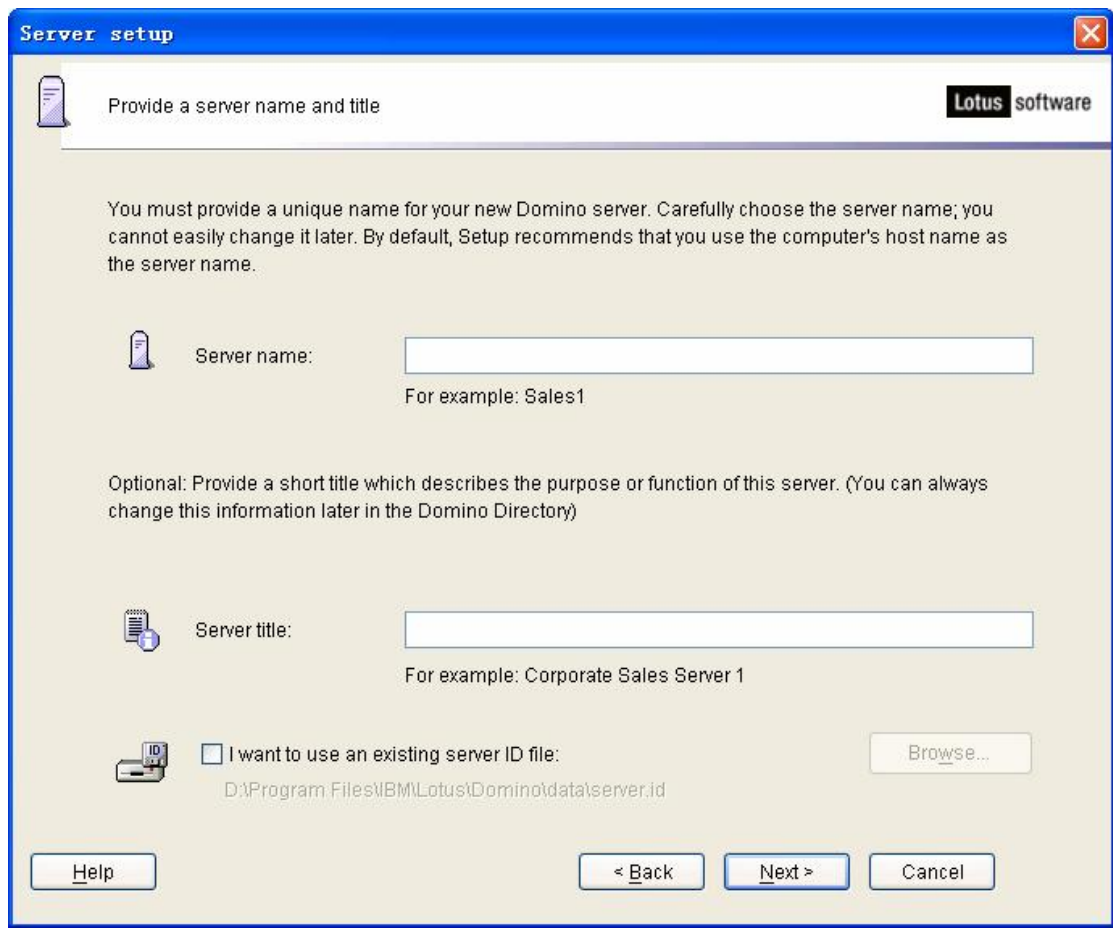 Server setup
Provide a server name and title
Lotus software
You must provide a unique name for your new Domino server. Carefully choose the server name; you
cannot easily change it later. By default, Setup recommends that you use the computer's host name as
the server name.
Server name:
For example: Sales1
Optional: Provide a short title which describes the purpose or function of this server. (You can always
change this information later in the Domino Directory)
Server title:
For example: Corporate Sales Server 1
ID
I want to use an existing server ID file:
Browse...
D:\Program Files\IBM\Lotus\Domino\data\server.id
Help
< Back
Next >
Cancel